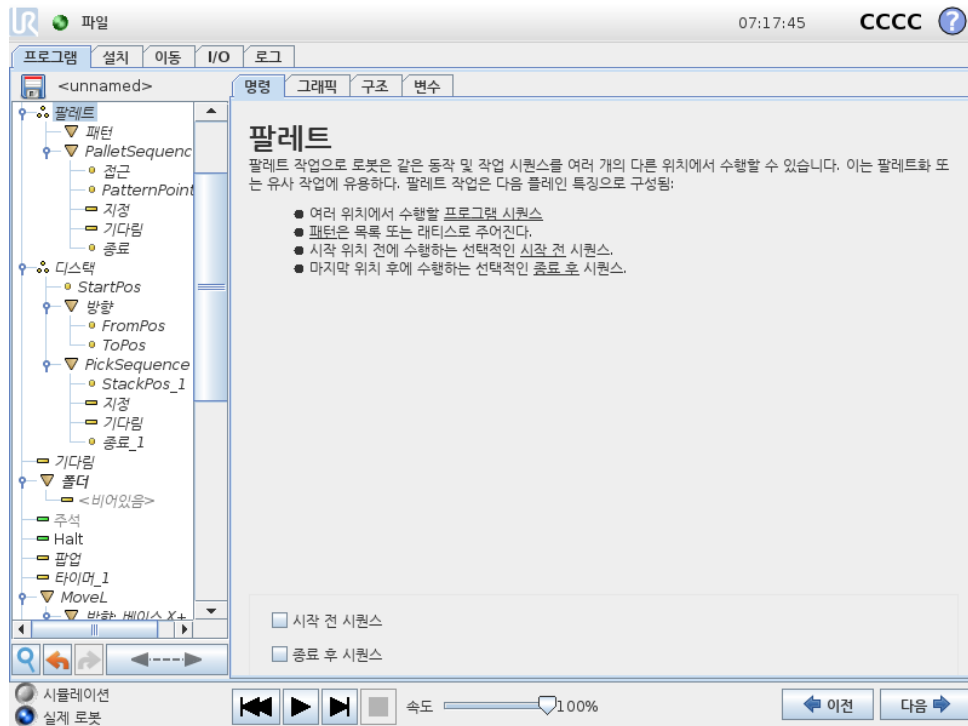 UR 파일 07:17:45 CCCC ?
프로그램 설치 이동 I/O 로그
<unnamed>
명령 그래픽 구조 변수
팔레트
패턴
PalletSequenc
접근
PatternPoint
지정
기다림
종료
디스택
StartPos
방향
FromPos
ToPos
PickSequence
StackPos_1
지정
기다림
종료_1
기다림
폴더
<비어있음>
주석
Halt
팝업
타이머_1
MoveL
방향: 베이스 X+
팔레트
팔레트 작업으로 로봇은 같은 동작 및 작업 시퀀스를 여러 개의 다른 위치에서 수행할 수 있습니다. 이는 팔레트화 또
는 유사 작업에 유용하다. 팔레트 작업은 다음 플레인 특징으로 구성됨:
● 여러 위치에서 수행할 프로그램 시퀀스
● 패턴은 목록 또는 래티스로 주어진다.
● 시작 위치 전에 수행하는 선택적인 시작 전 시퀀스.
● 마지막 위치 후에 수행하는 선택적인 종료 후 시퀀스.
시작 전 시퀀스
종료 후 시퀀스
시뮬레이션
실제 로봇
속도 100%
이전 다음